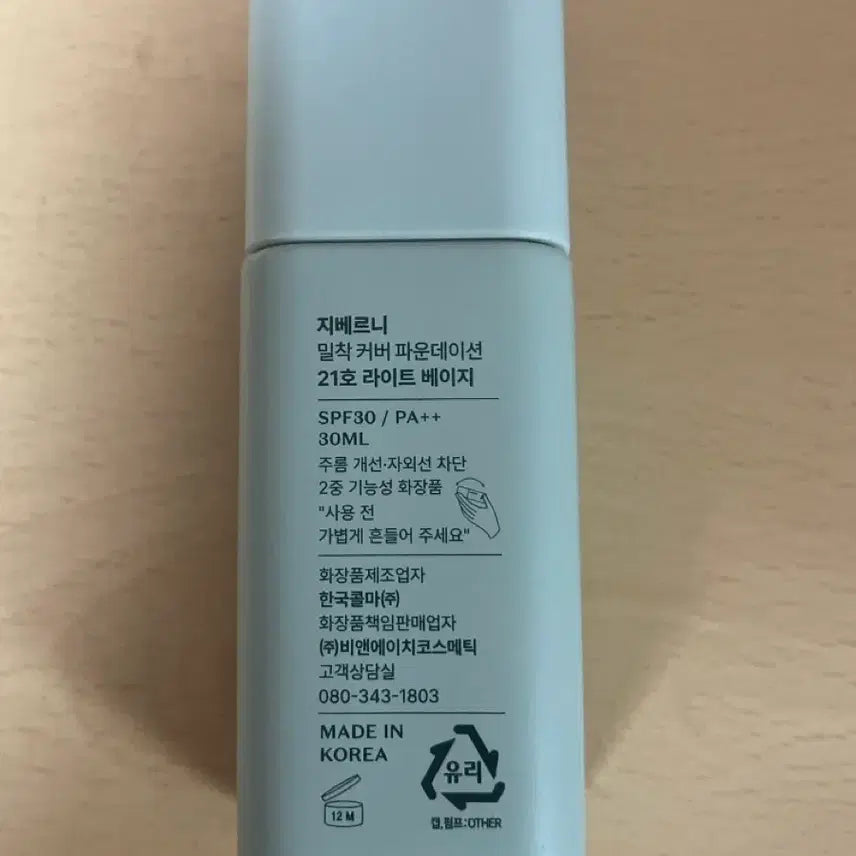 지베르니
밀착 커버 파운데이션
21호 라이트 베이지
SPF30 / PA++
30ML
주름 개선·자외선 차단
2중 기능성 화장품
"사용 전
가볍게 흔들어 주세요"
화장품제조업자
한국콜마(주)
화장품책임판매업자
(주)비앤에이치코스메틱
고객상담실
080-343-1803
MADE IN
KOREA
유리
12 M
캡,펌프:OTHER